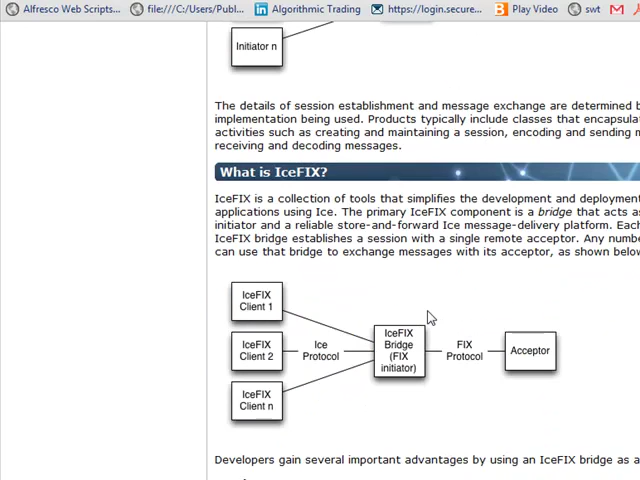 Alfresco Web Scripts... file:///C:/Users/Publ... Algorithmic Trading https://login.secure... Play Video swt
Initiator n
The details of session establishment and message exchange are determined b
implementation being used. Products typically include classes that encapsulat
activities such as creating and maintaining a session, encoding and sending m
receiving and decoding messages.
What is IceFIX?
IceFIX is a collection of tools that simplifies the development and deployment
applications using Ice. The primary IceFIX component is a bridge that acts as
initiator and a reliable store-and-forward Ice message-delivery platform. Each
IceFIX bridge establishes a session with a single remote acceptor. Any numbe
can use that bridge to exchange messages with its acceptor, as shown below
IceFIX
Client 1
IceFIX
Client 2
IceFIX
Client n
Ice
Protocol
IceFIX
Bridge
(FIX
initiator)
FIX
Protocol
Acceptor
Developers gain several important advantages by using an IceFIX bridge as a